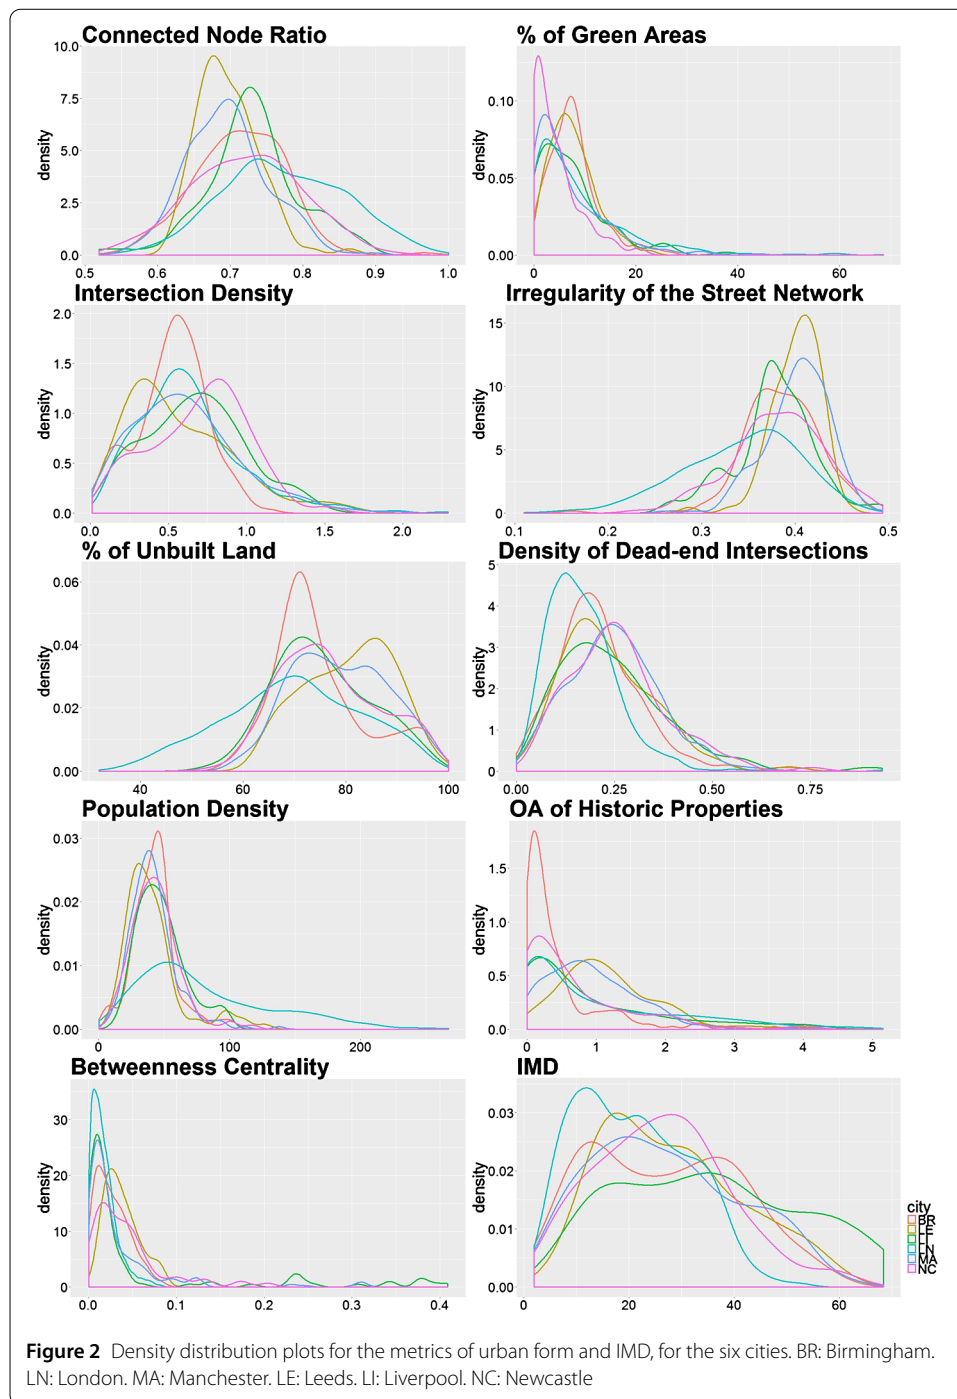 Connected Node Ratio
% of Green Areas
10.0
7.5
5.0
2.5
0.0
density
0.5 0.6 0.7 0.8 0.9 1.0
0.10
0.05
0.00
density
0 20 40 60
Intersection Density
Irregularity of the Street Network
2.0
1.5
1.0
0.5
0.0
density
0.0 0.5 1.0 1.5 2.0
15
10
5
0
density
0.1 0.2 0.3 0.4 0.5
% of Unbuilt Land
Density of Dead-end Intersections
0.06
0.04
0.02
0.00
density
40 60 80 100
5
4
3
2
1
0
density
0.00 0.25 0.50 0.75
Population Density
OA of Historic Properties
0.03
0.02
0.01
0.00
density
0 100 200
1.5
1.0
0.5
0.0
density
0 1 2 3 4 5
Betweenness Centrality
IMD
30
20
10
0
density
0.0 0.1 0.2 0.3 0.4
0.03
0.02
0.01
0.00
density
0 20 40 60
city
BR
LE
LN
MA
NC
Figure 2 Density distribution plots for the metrics of urban form and IMD, for the six cities. BR: Birmingham.
LN: London. MA: Manchester. LE: Leeds. LI: Liverpool. NC: Newcastle